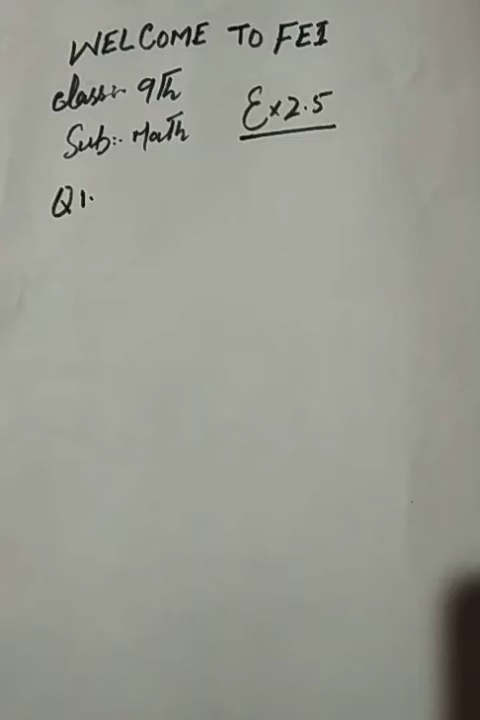 WELCOME TO FEI
Class:- 9th
Sub:- Math
Ex 2.5
Q1.